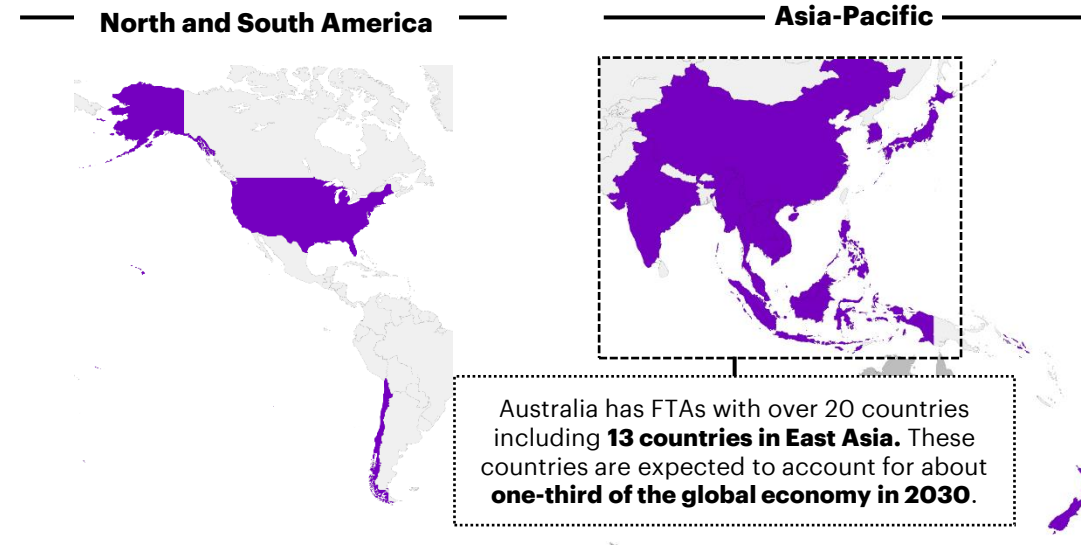 North and South America
Asia-Pacific
Australia has FTAs with over 20 countries
including 13 countries in East Asia. These
countries are expected to account for about
one-third of the global economy in 2030.